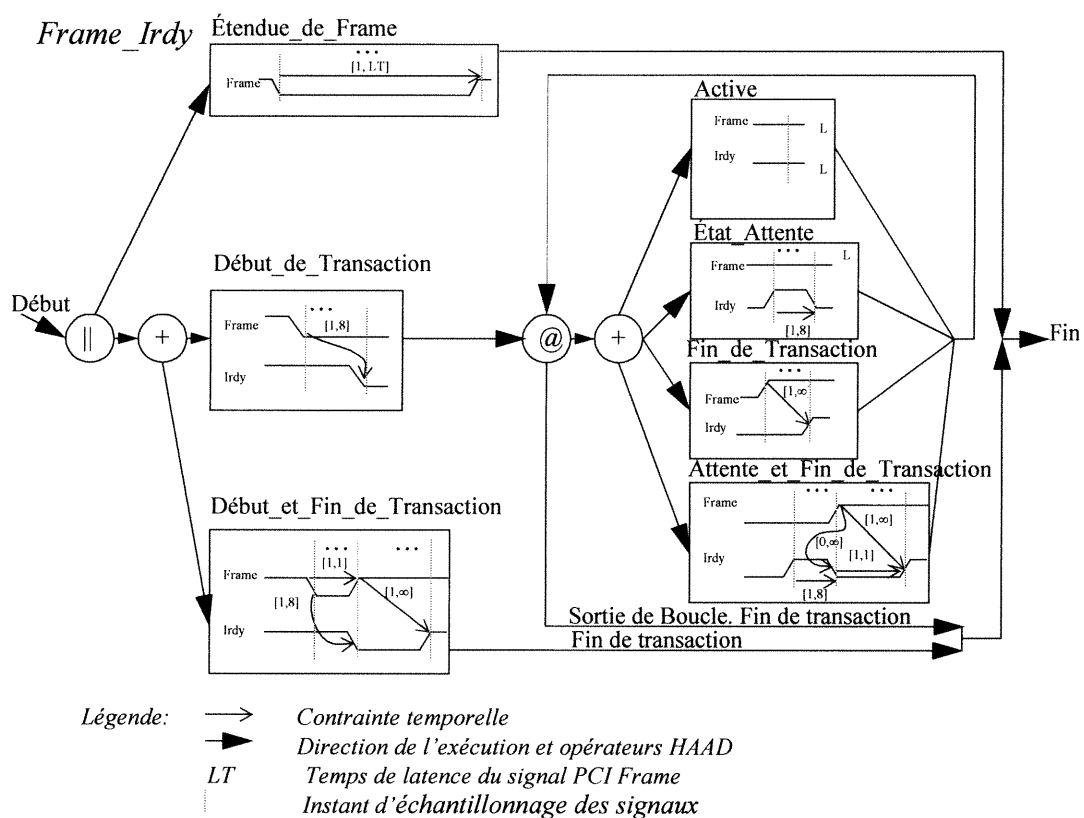 Frame_Irdy
Étendue_de_Frame
• • •
[1, LT]
Frame
Active
Frame
L
Irdy
L
État_Attente
• • •
L
Frame
Irdy
[1,8]
Début_de_Transaction
• • •
[1,8]
Frame
Irdy
Début
||
+
@
+
Fin
Fin_de_Transaction
• • •
Frame
[1,∞
Irdy
Attente_et_Fin_de_Transaction
• • • • • •
Frame
[1,∞]
[0,∞]
[1,1]
Irdy
[1,8]
Début_et_Fin_de_Transaction
• • • • • •
[1,1]
Frame
[1,8]
[1,∞]
Irdy
Sortie de Boucle. Fin de transaction
Fin de transaction
Légende:
Contrainte temporelle
Direction de l'exécution et opérateurs HAAD
LT Temps de latence du signal PCI Frame
Instant d'échantillonnage des signaux